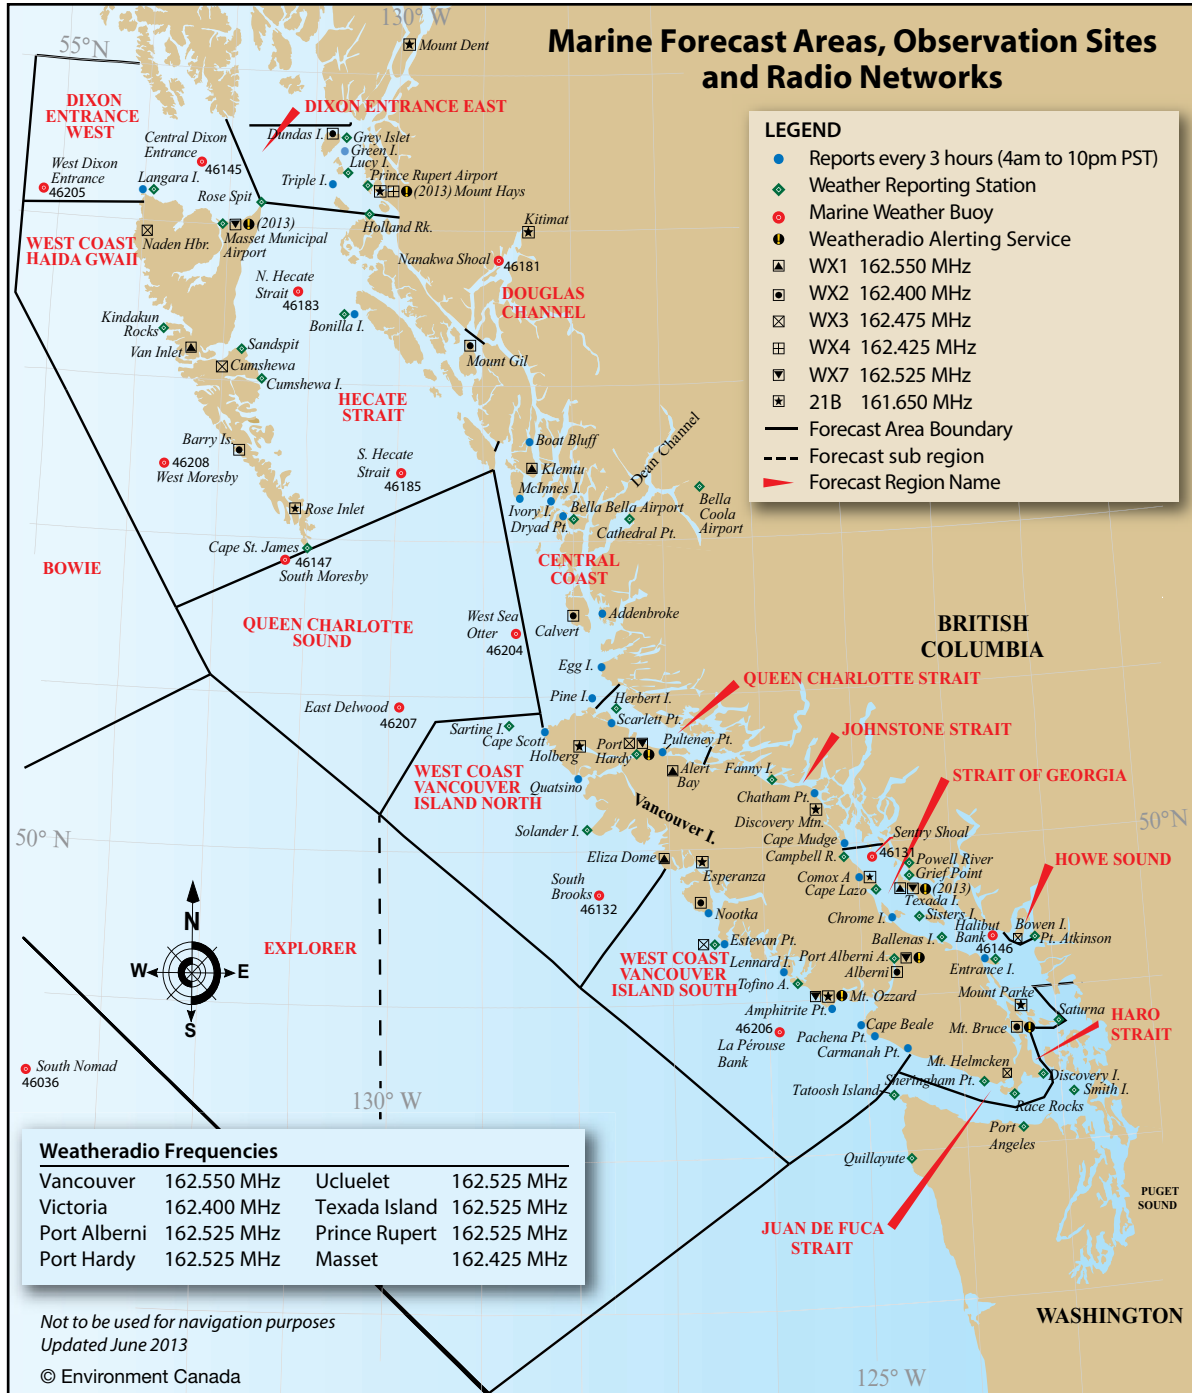 130° W
55° N
Marine Forecast Areas, Observation Sites
and Radio Networks
LEGEND
Reports every 3 hours (4am to 10pm PST)
Weather Reporting Station
Marine Weather Buoy
Weatheradio Alerting Service
WX1 162.550 MHz
WX2 162.400 MHz
WX3 162.475 MHz
WX4 162.425 MHz
WX7 162.525 MHz
21B 161.650 MHz
Forecast Area Boundary
Forecast sub region
Forecast Region Name
Mount Dent
DIXON
ENTRANCE
WEST
DIXON ENTRANCE EAST
Central Dixon
Entrance
46145
West Dixon
Entrance
46205
Langara I.
Dundas I.
Grey Islet
Green I.
Lucy I.
Triple I.
Prince Rupert Airport
(2013) Mount Hays
Rose Spit
Holland Rk.
Kitimat
WEST COAST
HAIDA GWAII
Naden Hbr.
(2013)
Masset Municipal
Airport
Nanakwa Shoal
46181
N. Hecate
Strait
46183
DOUGLAS
CHANNEL
Kindakun
Rocks
Bonilla I.
Van Inlet
Sandspit
Cumshewa
Cumshewa I.
Mount Gil
HECATE
STRAIT
Barry Is.
46208
West Moresby
S. Hecate
Strait
46185
Boat Bluff
Klemtu
McInnes I.
Ivory I.
Dryad Pt.
Bella Bella Airport
Cathedral Pt.
Dean Channel
Bella
Coola
Airport
Rose Inlet
Cape St. James
46147
South Moresby
BOWIE
QUEEN CHARLOTTE
SOUND
CENTRAL
COAST
West Sea
Otter
46204
Calvert
Addenbroke
BRITISH
COLUMBIA
Egg I.
Pine I.
Herbert I.
Scarlett Pt.
QUEEN CHARLOTTE STRAIT
East Delwood
46207
Sartine I.
Cape Scott
Holberg
Port
Hardy
Pulteney Pt.
JOHNSTONE STRAIT
WEST COAST
VANCOUVER
ISLAND NORTH
Quatsino
Alert
Bay
Fanny I.
STRAIT OF GEORGIA
Chatham Pt.
Vancouver I.
Discovery Mtn.
50° N
50° N
Solander I.
Cape Mudge
Sentry Shoal
46131
Campbell R.
Powell River
Grief Point
HOWE SOUND
Eliza Dome
Esperanza
Comox A
Cape Lazo
(2013)
Texada I.
South
Brooks
46132
Nootka
Chrome I.
Sisters I.
Halibut
Bank
46146
Bowen I.
Pt. Atkinson
Ballenas I.
Estevan Pt.
EXPLORER
WEST COAST
VANCOUVER
ISLAND SOUTH
Lennard I.
Port Alberni A.
Alberni
Entrance I.
Tofino A.
Mt. Ozzard
Mount Parke
Amphitrite Pt.
Saturna
46206
La Pérouse
Bank
Cape Beale
Mt. Bruce
HARO
STRAIT
Pachena Pt.
Carmanah Pt.
Mt. Helmcken
N
W
E
S
South Nomad
46036
Tatoosh Island
Sheringham Pt.
Discovery I.
Smith I.
Race Rocks
Port
Angeles
130° W
Quillayute
PUGET
SOUND
JUAN DE FUCA
STRAIT
Weatheradio Frequencies
Vancouver 162.550 MHz Ucluelet 162.525 MHz
Victoria 162.400 MHz Texada Island 162.525 MHz
Port Alberni 162.525 MHz Prince Rupert 162.525 MHz
Port Hardy 162.525 MHz Masset 162.425 MHz
WASHINGTON
Not to be used for navigation purposes
Updated June 2013
© Environment Canada
125° W